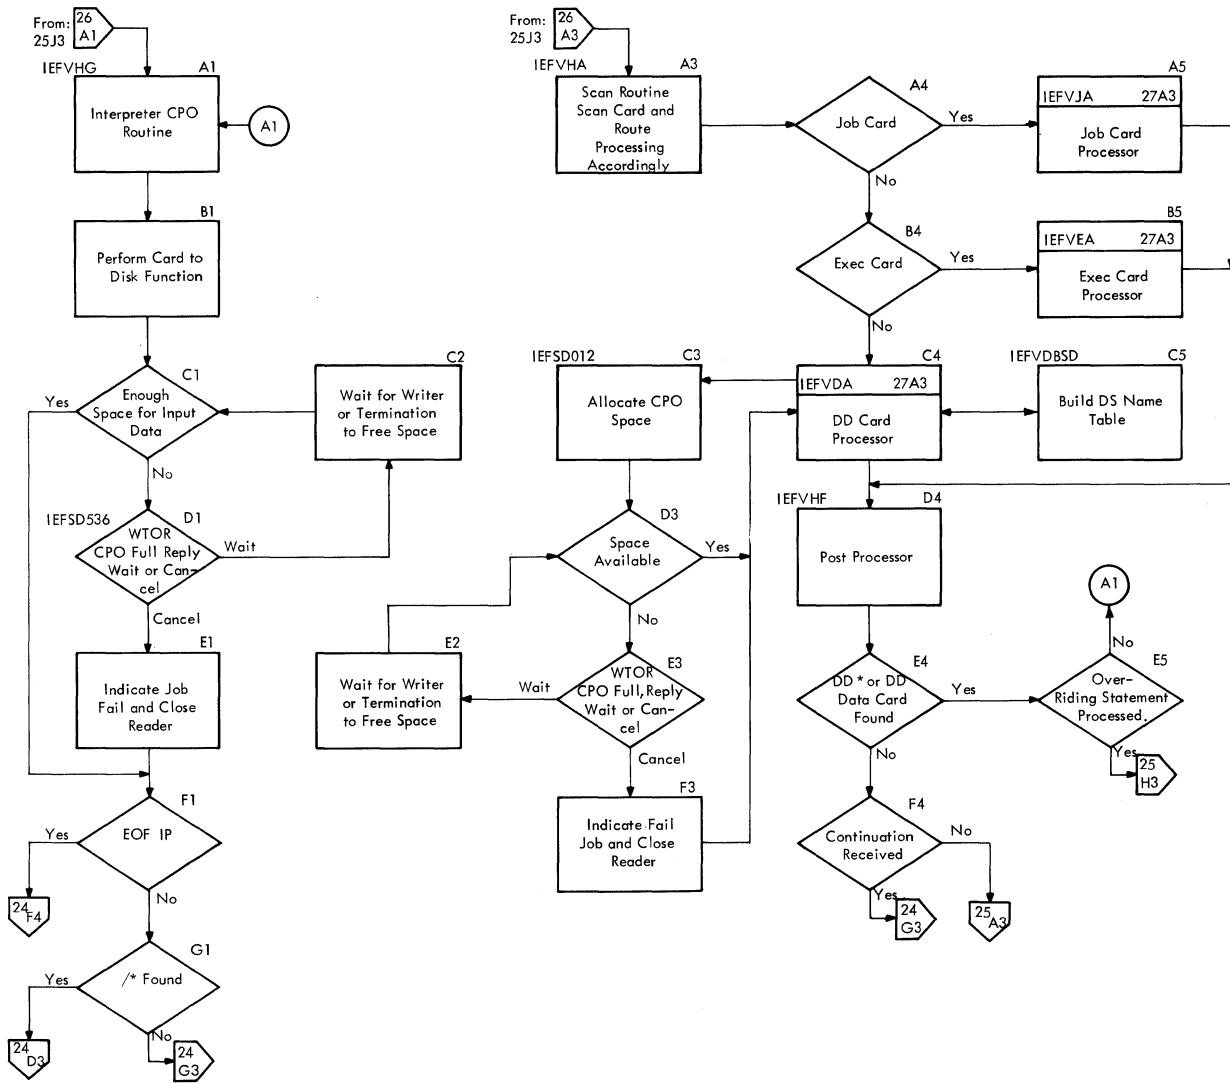 From:
25J3
26
A1
IEFVHG
A1
Interpreter CPO
Routine
A1
B1
Perform Card to
Disk Function
C1
Enough
Space for Input
Data
Yes
No
C2
Wait for Writer
or Termination
to Free Space
IEFSD536
D1
WTOR
CPO Full Reply
Wait or Can-
cel
Wait
Cancel
E1
Indicate Job
Fail and Close
Reader
F1
EOF IP
Yes
No
24
F4
G1
/* Found
Yes
No
24
D3
24
G3
From:
25J3
26
A3
IEFVHA
A3
Scan Routine
Scan Card and
Route
Processing
Accordingly
A4
Job Card
Yes
No
A5
IEFVJA 27A3
Job Card
Processor
B4
Exec Card
Yes
No
B5
IEFVEA 27A3
Exec Card
Processor
IEFSD012
C3
Allocate CPO
Space
C4
IEFVDA 27A3
DD Card
Processor
IEFVDBSD
C5
Build DS Name
Table
D3
Space
Available
Yes
No
IEFVHF
D4
Post Processor
E2
Wait for Writer
or Termination
to Free Space
E3
WTOR
CPO Full, Reply
Wait or Can-
cel
Wait
Cancel
E4
DD * or DD
Data Card
Found
Yes
No
A1
No
E5
Over-
Riding Statement
Processed.
Yes
25
H3
F3
Indicate Fail
Job and Close
Reader
F4
Continuation
Received
No
Yes
24
G3
25
A3